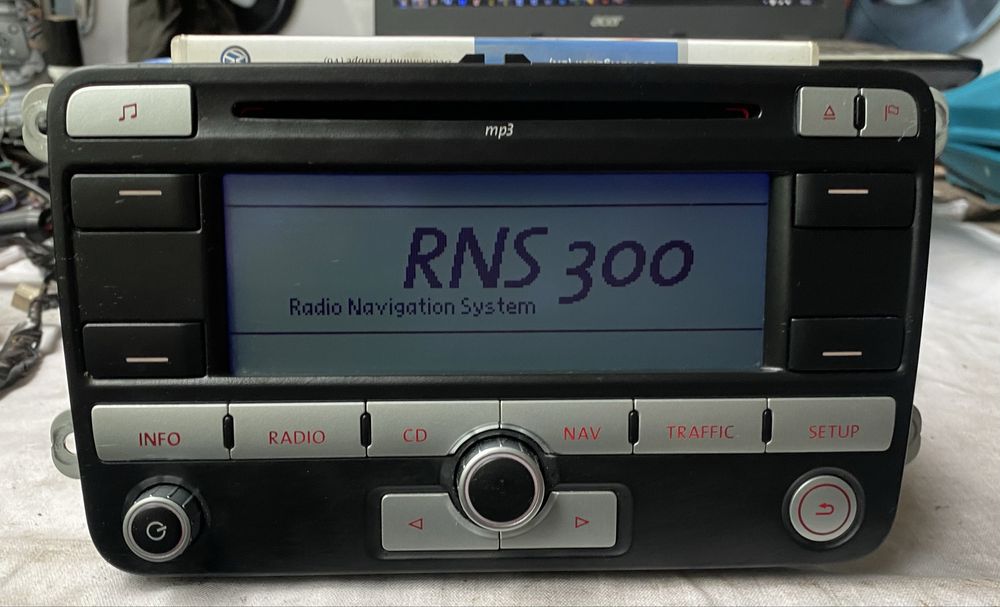 acer
mp3
RNS 300
Radio Navigation System
INFO
RADIO
CD
NAV
TRAFFIC
SETUP